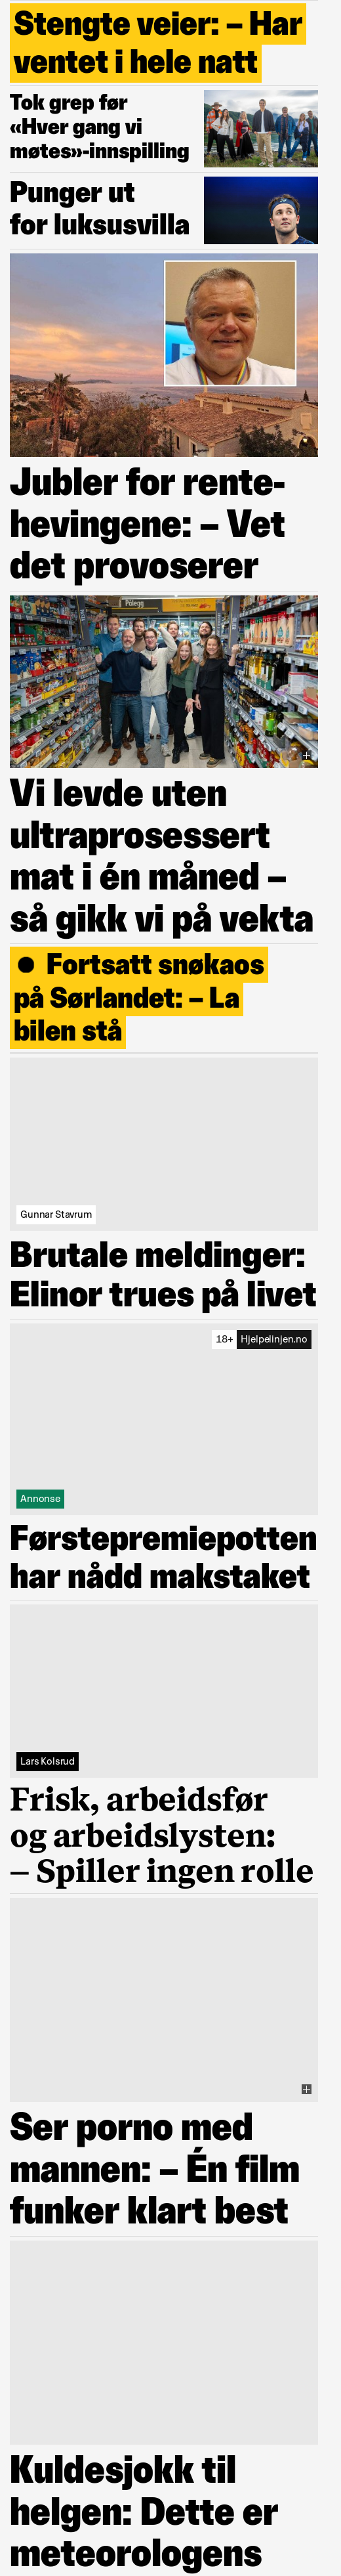 Stengte veier: – Har
ventet i hele natt
Tok grep før
«Hver gang vi
møtes»-innspilling
Punger ut
for luksusvilla
Jubler for rente-
hevingene: – Vet
det provoserer
Pålegg
Vi levde uten
ultraprosessert
mat i én måned –
så gikk vi på vekta
Fortsatt snøkaos
på Sørlandet: – La
bilen stå
Gunnar Stavrum
Brutale meldinger:
Elinor trues på livet
18+ Hjelpelinjen.no
Annonse
Førstepremiepotten
har nådd makstaket
Lars Kolsrud
Frisk, arbeidsfør
og arbeidslysten:
– Spiller ingen rolle
Ser porno med
mannen: – Én film
funker klart best
Kuldesjokk til
helgen: Dette er
meteorologens